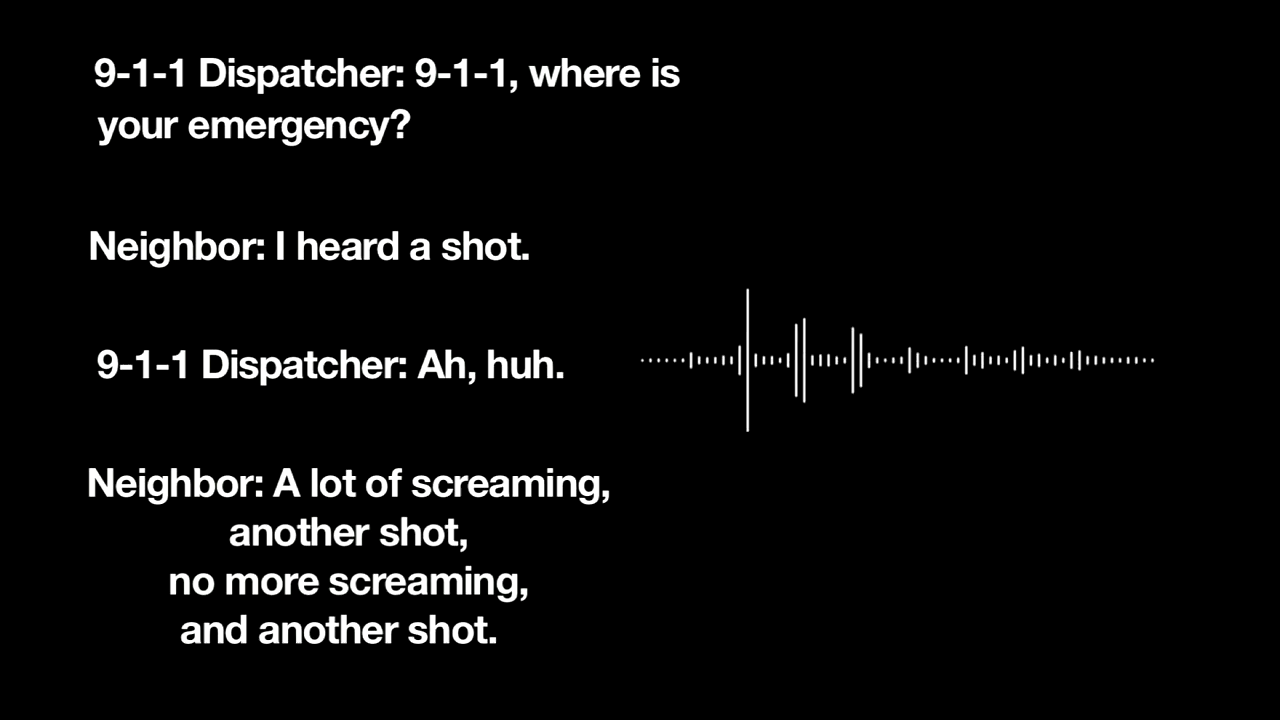 9-1-1 Dispatcher: 9-1-1, where is
your emergency?
Neighbor: I heard a shot.
9-1-1 Dispatcher: Ah, huh.
Neighbor: A lot of screaming,
another shot,
no more screaming,
and another shot.